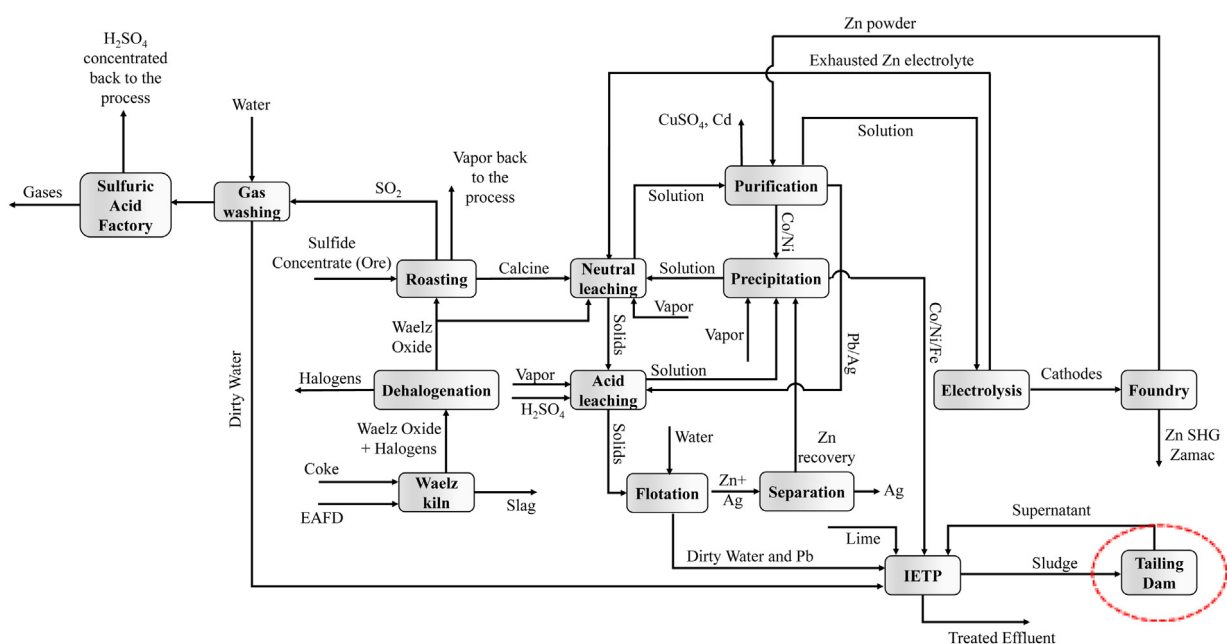 Zn powder
H₂SO₄
concentrated
back to the
process
Exhausted Zn electrolyte
Water
CuSO₄, Cd
Solution
Vapor back
to the
process
Gases
Sulfuric
Acid
Factory
Gas
washing
SO₂
Solution
Purification
Co/Ni
Sulfide
Concentrate (Ore)
Roasting
Calcine
Neutral
leaching
Solution
Precipitation
Vapor
Vapor
Waelz
Oxide
Solids
Pb/Ag
Co/Ni/Fe
Dirty Water
Halogens
Dehalogenation
Vapor
H₂SO₄
Acid
leaching
Solution
Electrolysis
Cathodes
Foundry
Waelz Oxide
+ Halogens
Solids
Water
Zn
recovery
Zn SHG
Zamac
Coke
EAFD
Waelz
kiln
Slag
Flotation
Zn+
Ag
Separation
Ag
Supernatant
Lime
Dirty Water and Pb
IETP
Sludge
Tailing
Dam
Treated Effluent